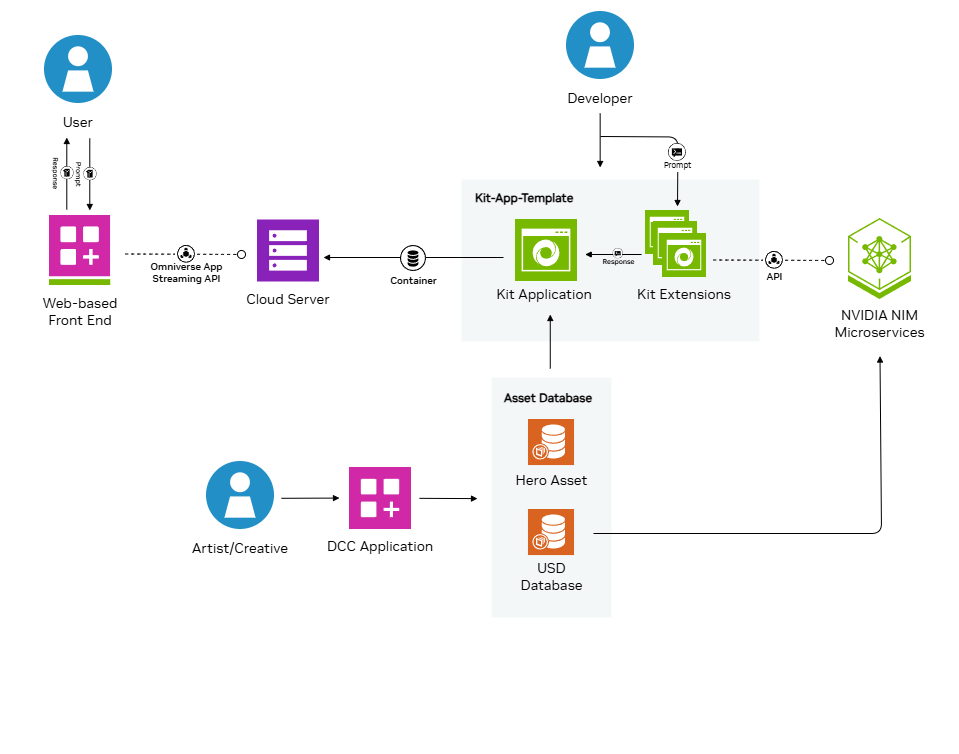 Developer
User
Response
Prompt
Prompt
Kit-App-Template
Omniverse App
Streaming API
Container
Response
API
Web-based
Front End
Cloud Server
Kit Application
Kit Extensions
NVIDIA NIM
Microservices
Asset Database
Hero Asset
Artist/Creative
DCC Application
USD
Database